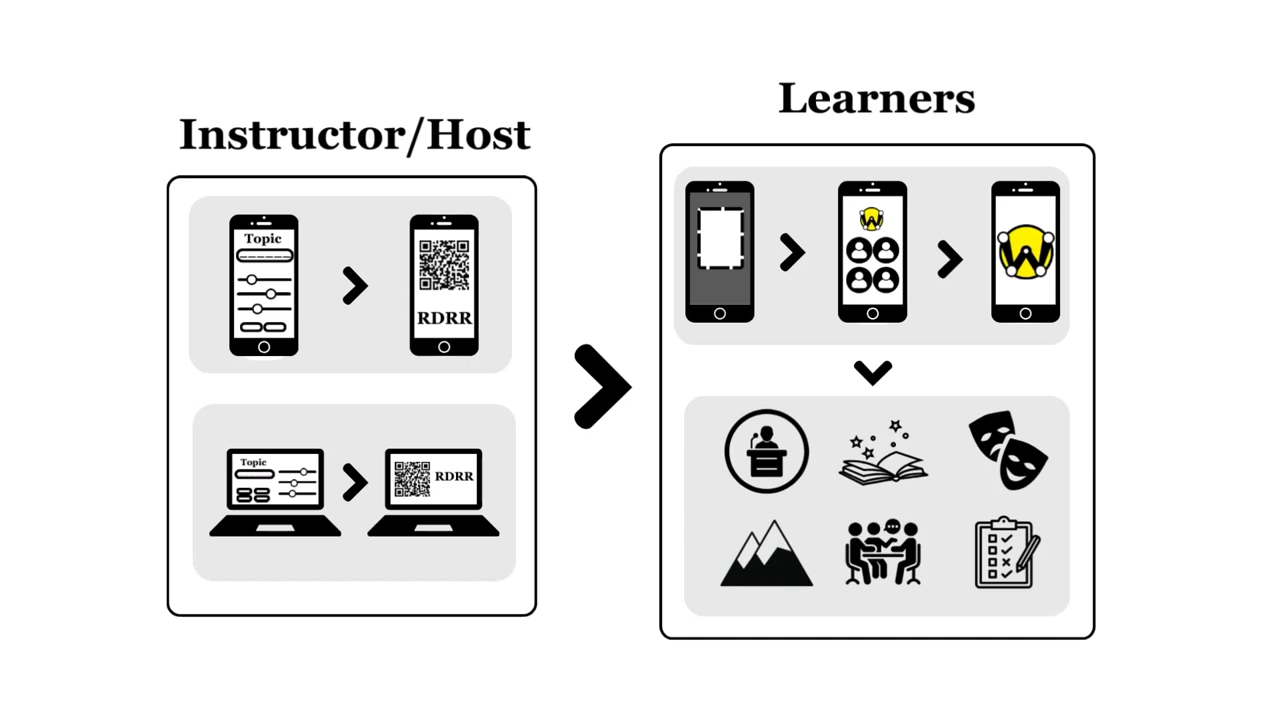 Instructor/Host
Learners
Topic
RDRR
Topic
RDRR
W
W